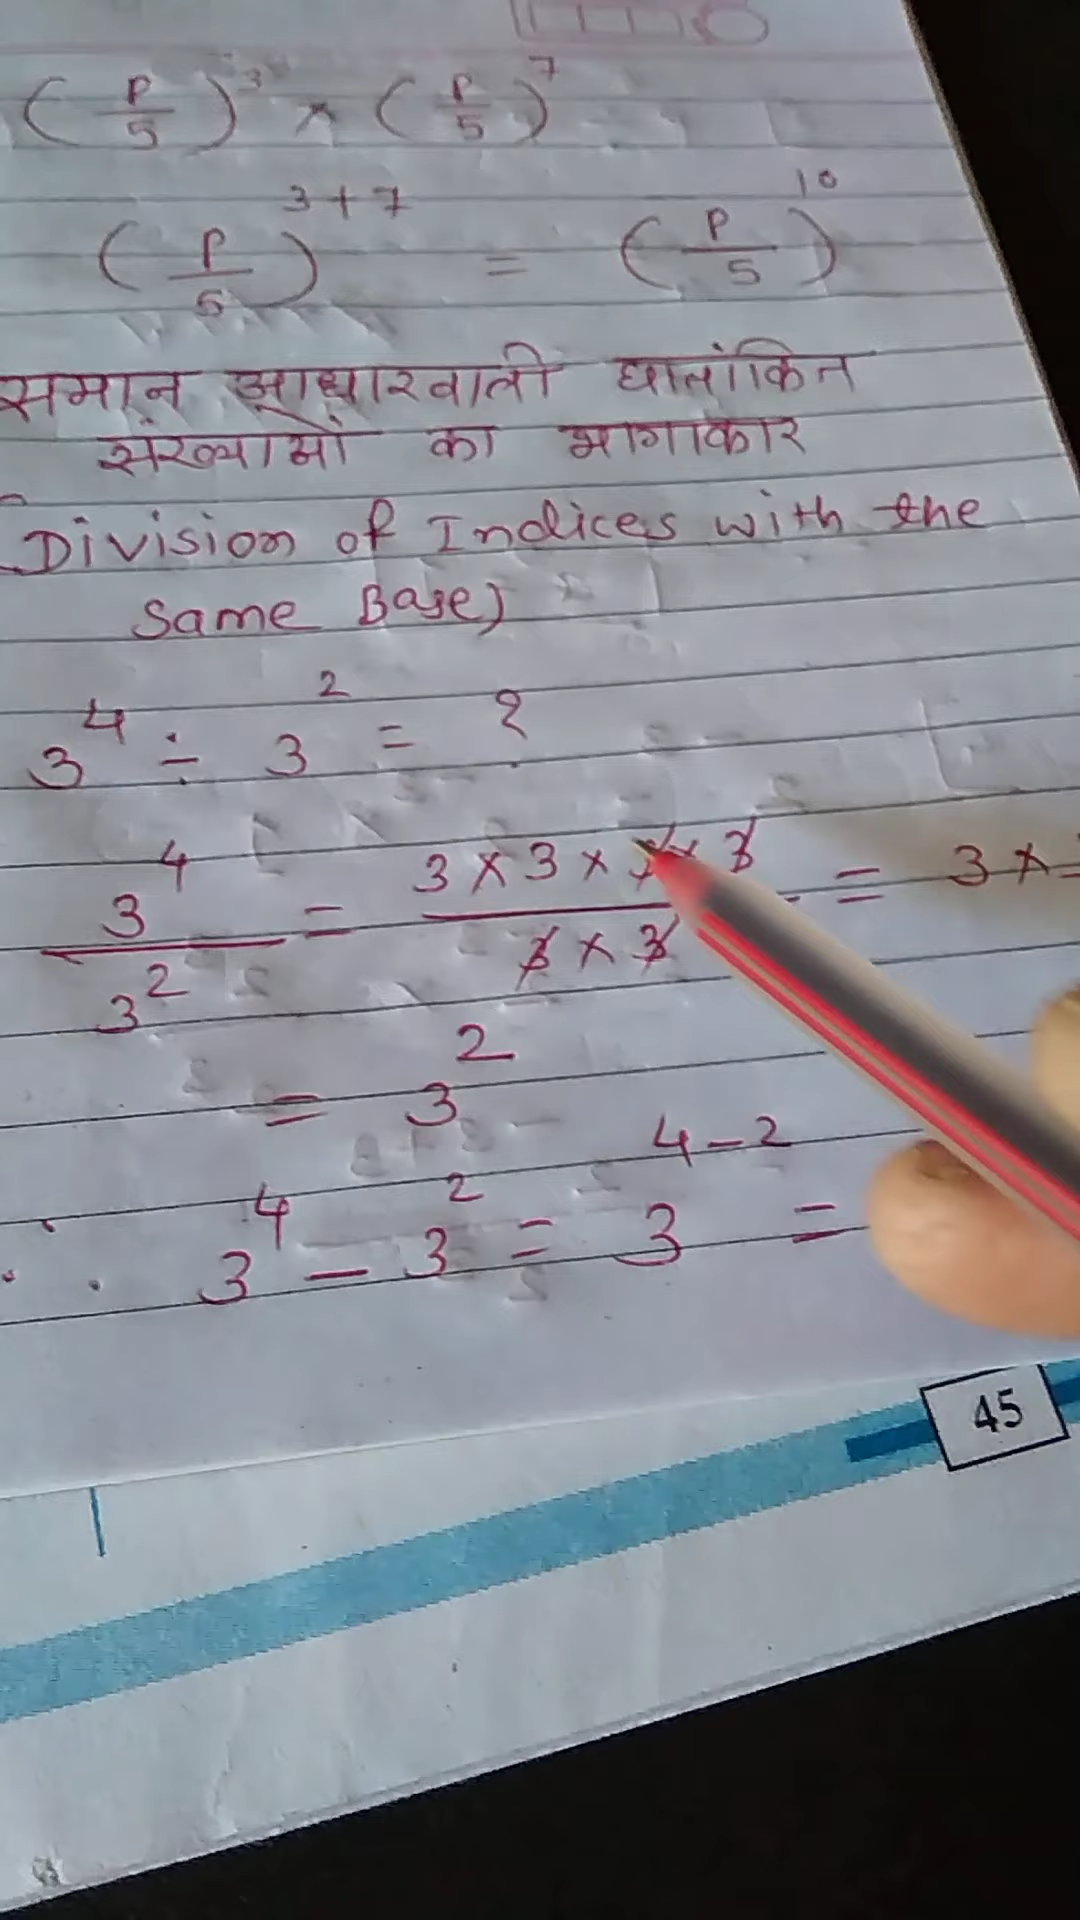 (P/5)³ × (P/5)⁷
(P/5)³⁺⁷ = (P/5)¹⁰
समान आधारवाली घातांकित
संख्याओं का भागाकार
Division of Indices with the
Same Base)
3⁴ ÷ 3² = ?
3⁴/3² = 3 × 3 × 3 × 3 / 3 × 3 = 3 ×
= 3²
∴ 3⁴ − 3² = 3⁴⁻² =
45